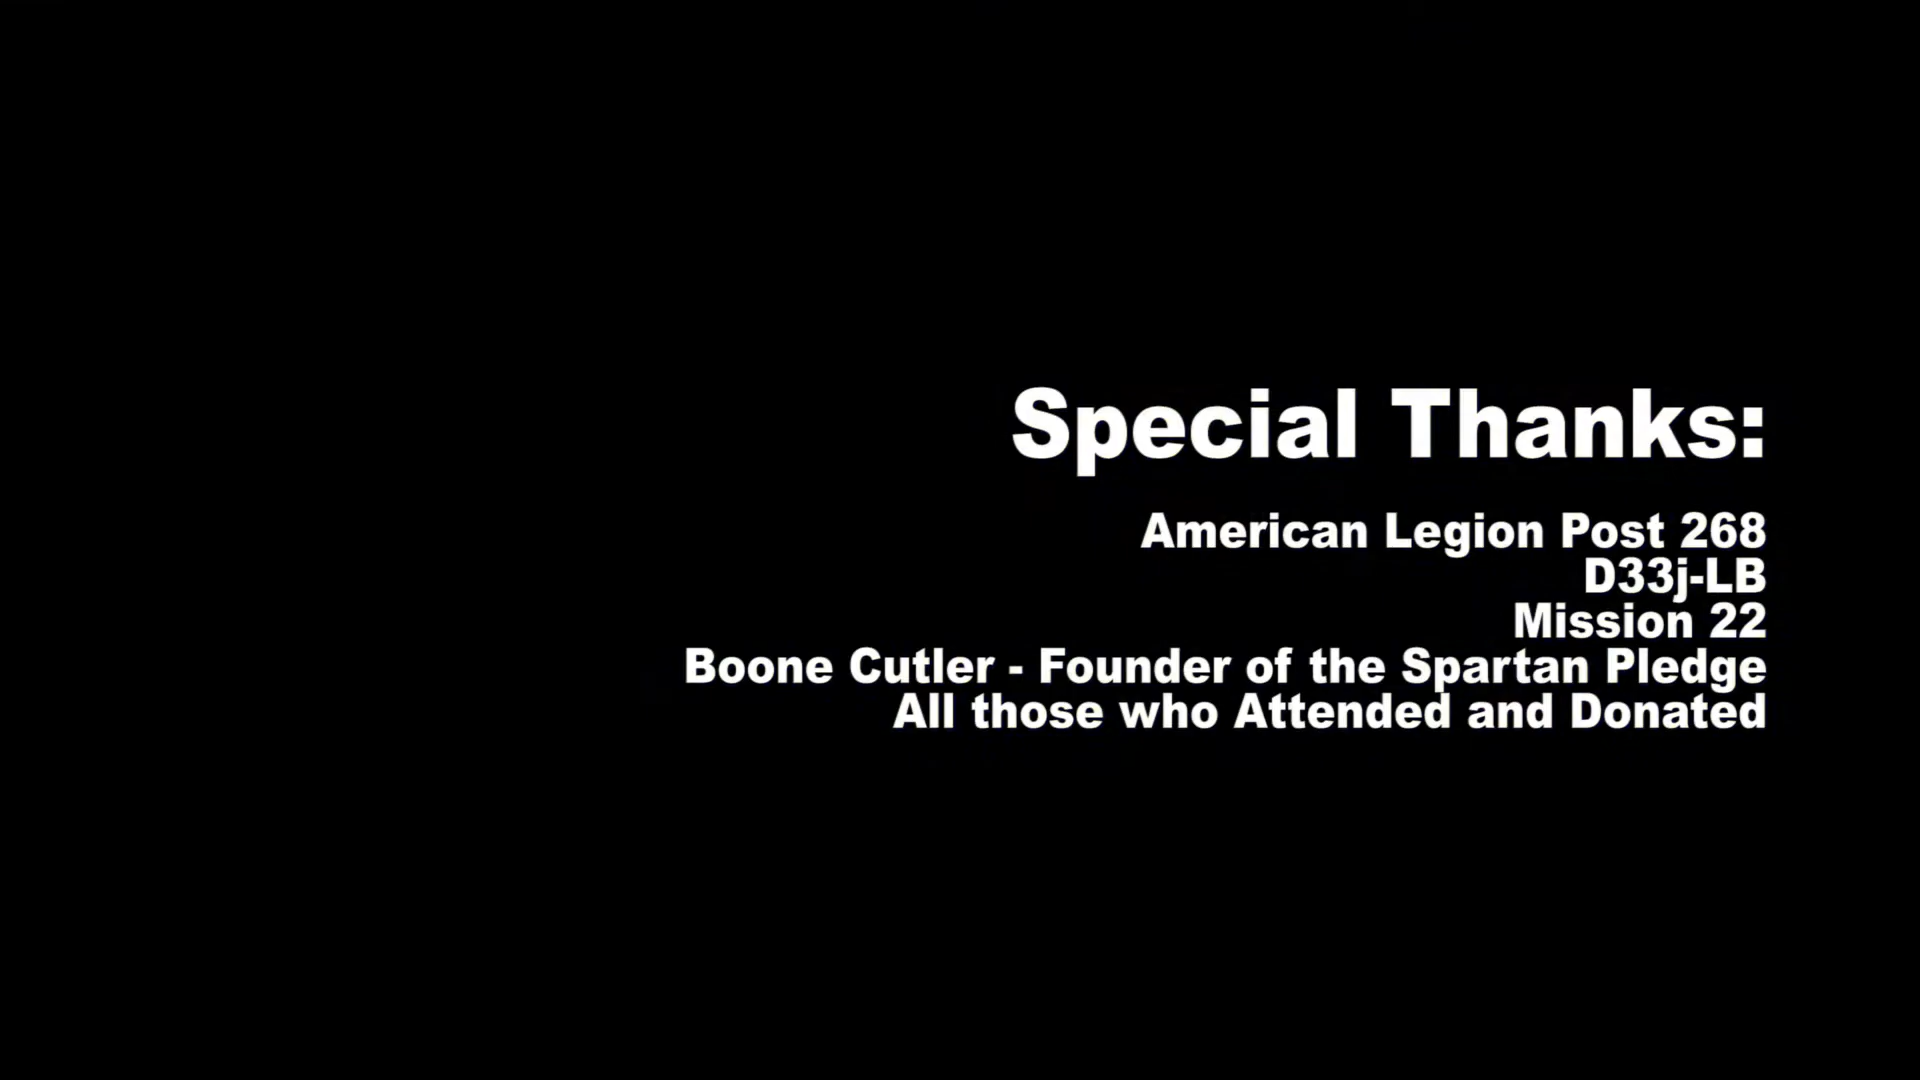 Special Thanks:
American Legion Post 268
D33j-LB
Mission 22
Boone Cutler - Founder of the Spartan Pledge
All those who Attended and Donated